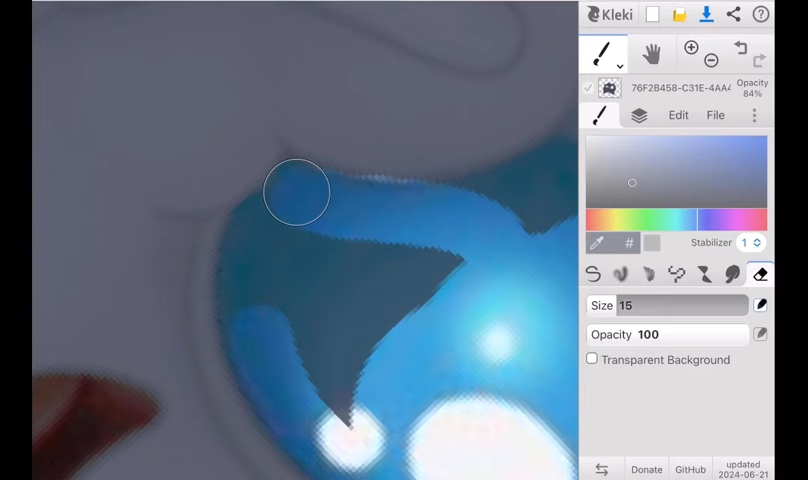 Kleki
76F2B458-C31E-4AA4
Opacity
84%
Edit File
# Stabilizer 1
Size 15
Opacity 100
Transparent Background
Donate GitHub updated
2024-06-21